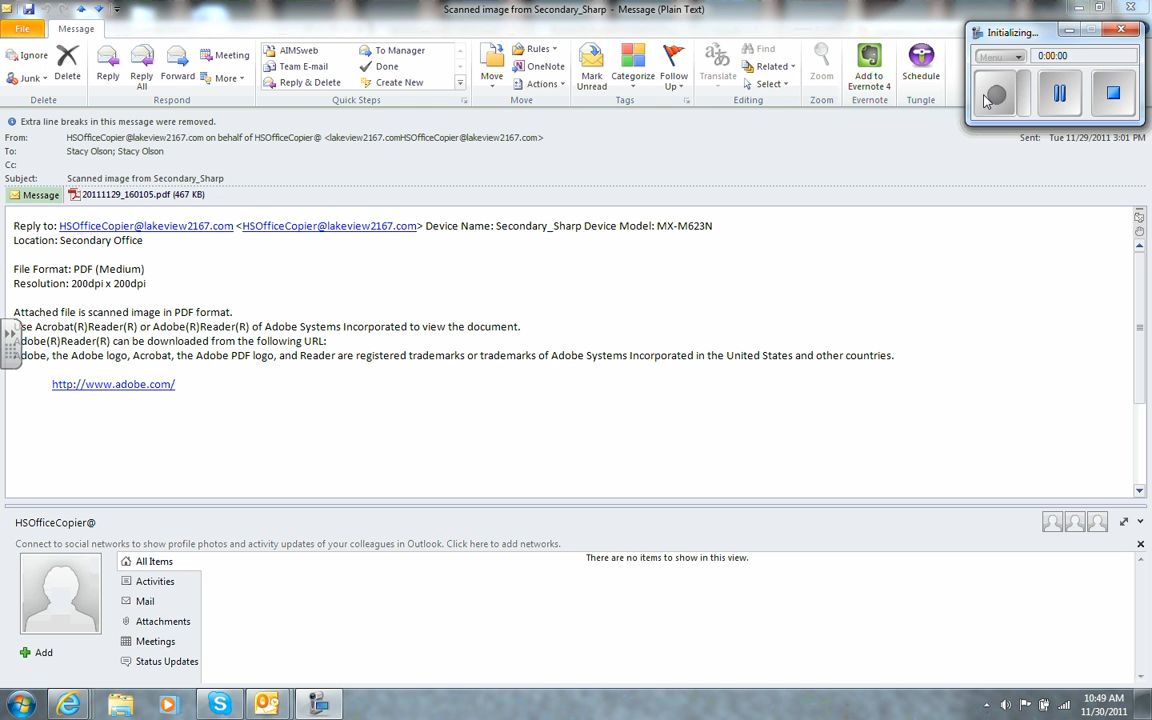 Scanned image from Secondary_Sharp - Message (Plain Text)
File
Message
Ignore
Junk
Delete
Delete
Reply
Reply All
Forward
Meeting
More
Respond
AIMSweb
Team E-mail
Reply & Delete
To Manager
Done
Create New
Quick Steps
Move
Rules
OneNote
Actions
Move
Mark Unread
Categorize
Follow Up
Tags
Translate
Find
Related
Select
Editing
Zoom
Zoom
Add to Evernote 4
Evernote
Schedule
Tungle
Initializing...
Menu
0:00:00
Extra line breaks in this message were removed.
From: HSOfficeCopier@lakeview2167.com on behalf of HSOfficeCopier@ <lakeview2167.comHSOfficeCopier@lakeview2167.com>
Sent: Tue 11/29/2011 3:01 PM
To: Stacy Olson; Stacy Olson
Cc:
Subject: Scanned image from Secondary_Sharp
Message
20111129_160105.pdf (467 KB)
Reply to: HSOfficeCopier@lakeview2167.com <HSOfficeCopier@lakeview2167.com> Device Name: Secondary_Sharp Device Model: MX-M623N
Location: Secondary Office
File Format: PDF (Medium)
Resolution: 200dpi x 200dpi
Attached file is scanned image in PDF format.
se Acrobat(R)Reader(R) or Adobe(R)Reader(R) of Adobe Systems Incorporated to view the document.
dobe(R)Reader(R) can be downloaded from the following URL:
dobe, the Adobe logo, Acrobat, the Adobe PDF logo, and Reader are registered trademarks or trademarks of Adobe Systems Incorporated in the United States and other countries.
http://www.adobe.com/
HSOfficeCopier@
Connect to social networks to show profile photos and activity updates of your colleagues in Outlook. Click here to add networks.
All Items
There are no items to show in this view.
Activities
Mail
Attachments
Meetings
Status Updates
Add
10:49 AM
11/30/2011